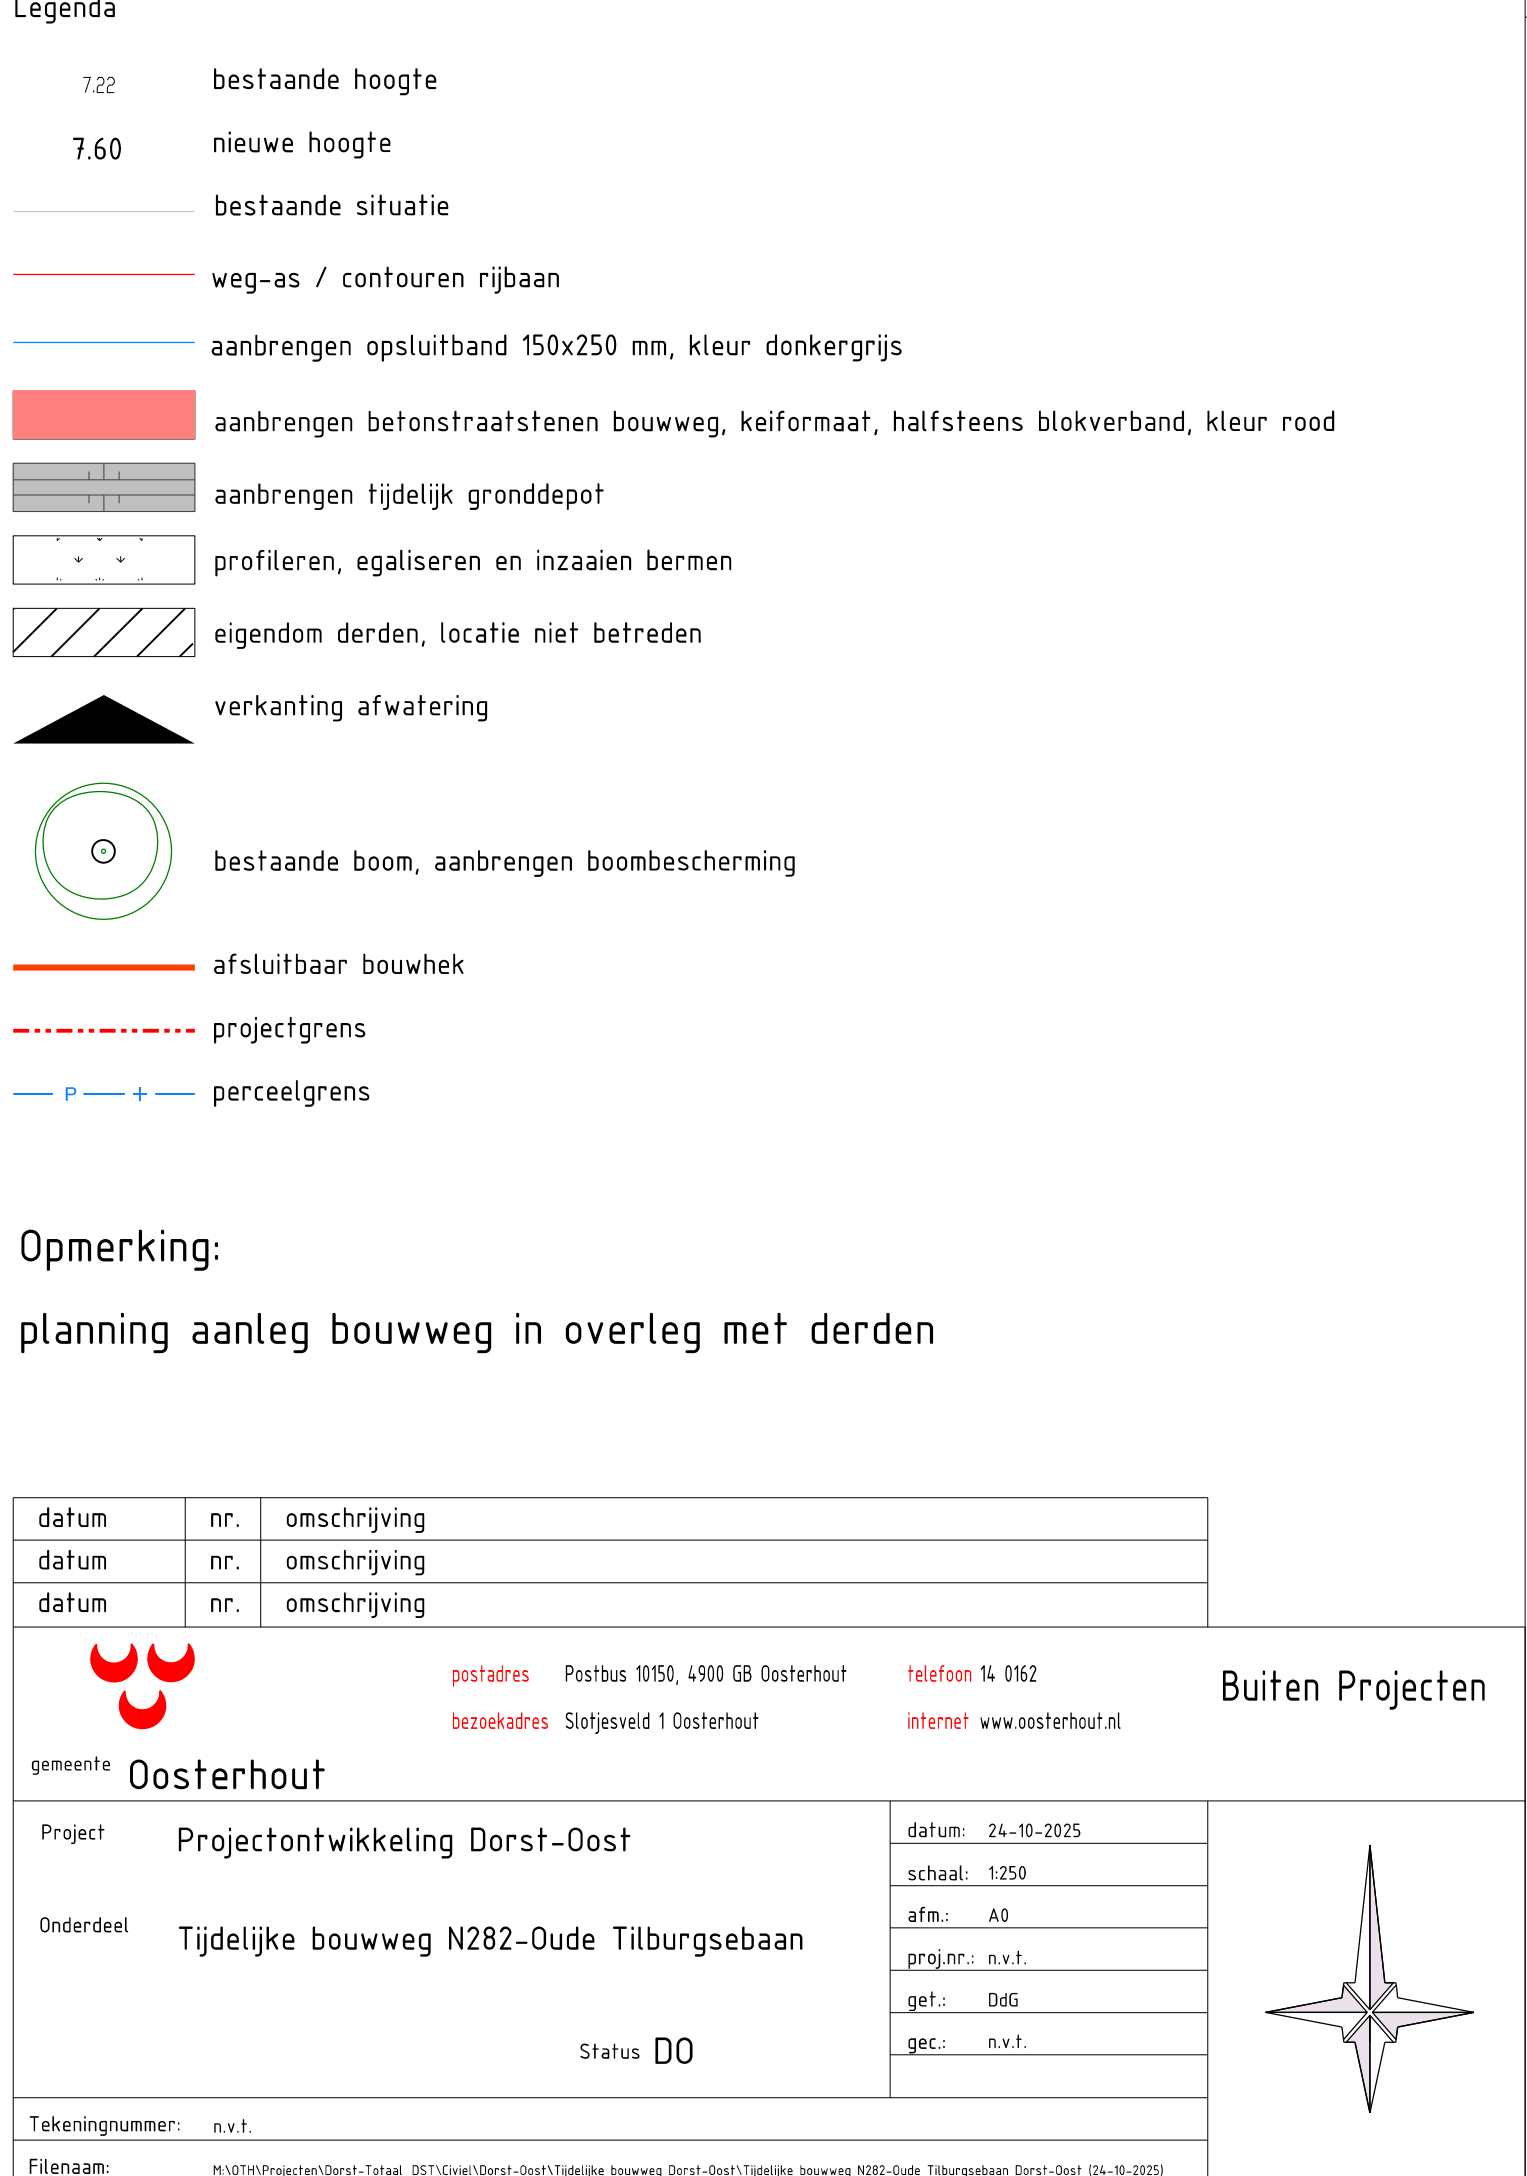 Legenda
7.22 bestaande hoogte
7.60 nieuwe hoogte
bestaande situatie
weg-as / contouren rijbaan
aanbrengen opsluitband 150x250 mm, kleur donkergrijs
aanbrengen betonstraatstenen bouwweg, keiformaat, halfsteens blokverband, kleur rood
aanbrengen tijdelijk gronddepot
profileren, egaliseren en inzaaien bermen
eigendom derden, locatie niet betreden
verkanting afwatering
bestaande boom, aanbrengen boombescherming
afsluitbaar bouwhek
projectgrens
P perceelgrens
Opmerking:
planning aanleg bouwweg in overleg met derden
datum nr. omschrijving
datum nr. omschrijving
datum nr. omschrijving
postadres Postbus 10150, 4900 GB Oosterhout telefoon 14 0162
bezoekadres Slotjesveld 1 Oosterhout internet www.oosterhout.nl
Buiten Projecten
gemeente Oosterhout
Project Projectontwikkeling Dorst-Oost
Onderdeel Tijdelijke bouwweg N282-Oude Tilburgsebaan
Status DO
datum: 24-10-2025
schaal: 1:250
afm.: A0
proj.nr.: n.v.t.
get.: DdG
gec.: n.v.t.
Tekeningnummer: n.v.t.
Filenaam: M:\OTH\Projecten\Dorst-Totaal_DST\Civiel\Dorst-Oost\Tijdelijke bouwweg Dorst-Oost\Tijdelijke bouwweg N282-Oude Tilburgsebaan Dorst-Oost (24-10-2025)